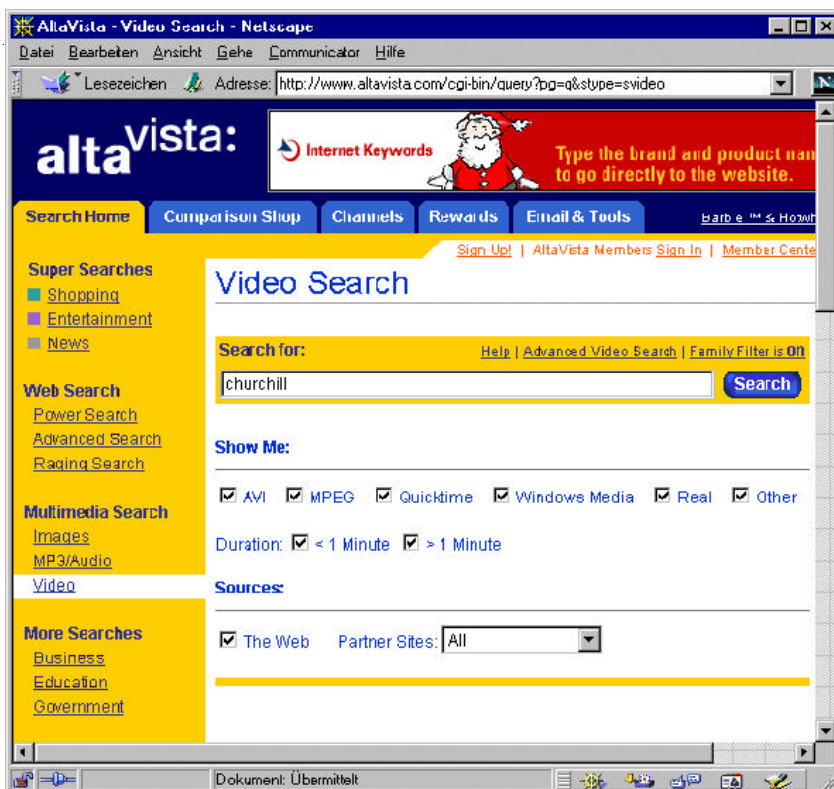 AltaVista - Video Search - Netscape
Datei Bearbeiten Ansicht Gehe Communicator Hilfe
Lesezeichen Adresse: http://www.altavista.com/cgi-bin/query?pg=q&stype=svideo N
alta vista: Internet Keywords Type the brand and product nam
to go directly to the website.
Search Home Comparison Shop Channels Rewards Email & Tools Barbie ™ &
Sign Up! | AltaVista Members Sign In | Member Cente
Super Searches
Shopping
Entertainment
News
Web Search
Power Search
Advanced Search
Raging Search
Multimedia Search
Images
MP3/Audio
Video
More Searches
Business
Education
Government
Video Search
Search for: Help | Advanced Video Search | Family Filter is on
churchill Search
Show Me:
AVI MPEG Quicktime Windows Media Real Other
Duration: < 1 Minute > 1 Minute
Sources:
The Web Partner Sites: All
Dokument: Übermittelt